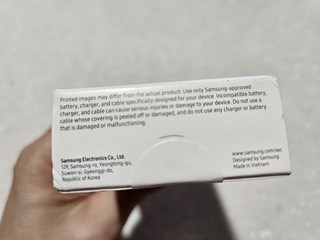 Printed images may differ from the actual product. Use only Samsung-approved
battery, charger, and cable specifically designed for your device. Incompatible battery,
charger, and cable can cause serious injuries or damage to your device. Do not use a
cable whose covering is peeled off or damaged, and do not use any charger or battery
that is damaged or malfunctioning.
Samsung Electronics Co., Ltd.
129, Samsung-ro, Yeongtong-gu,
Suwon-si, Gyeonggi-do,
Republic of Korea
www.samsung.com/sec
Designed by Samsung
Made in Vietnam